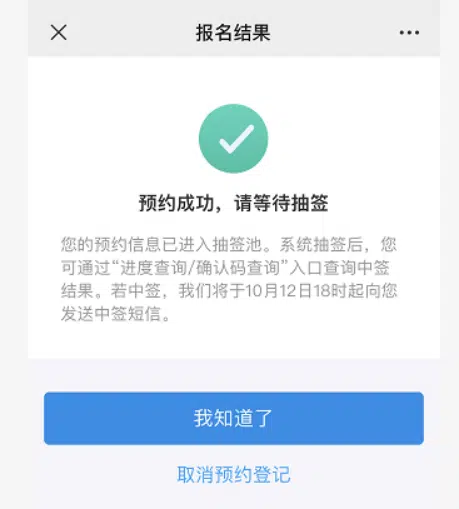 报名结果
预约成功，请等待抽签
您的预约信息已进入抽签池。系统抽签后，您
可通过“进度查询/确认码查询”入口查询中签
结果。若中签，我们将于10月12日18时起向您
发送中签短信。
我知道了
取消预约登记